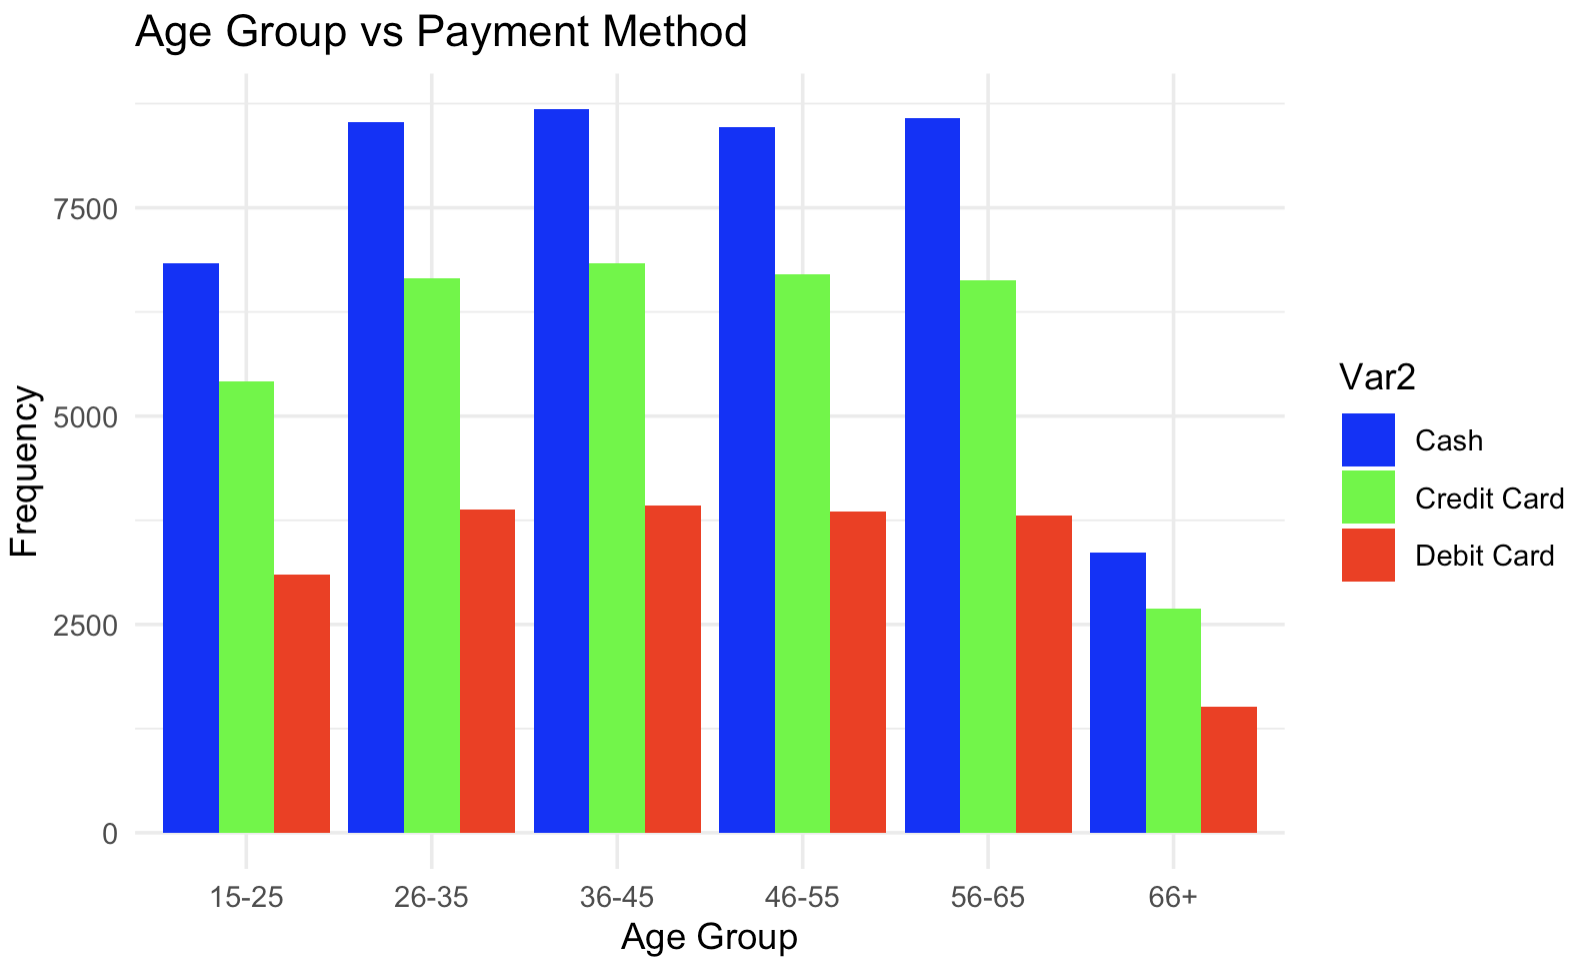 Age Group vs Payment Method
Frequency
7500
5000
2500
0
15-25 26-35 36-45 46-55 56-65 66+
Age Group
Var2
Cash
Credit Card
Debit Card